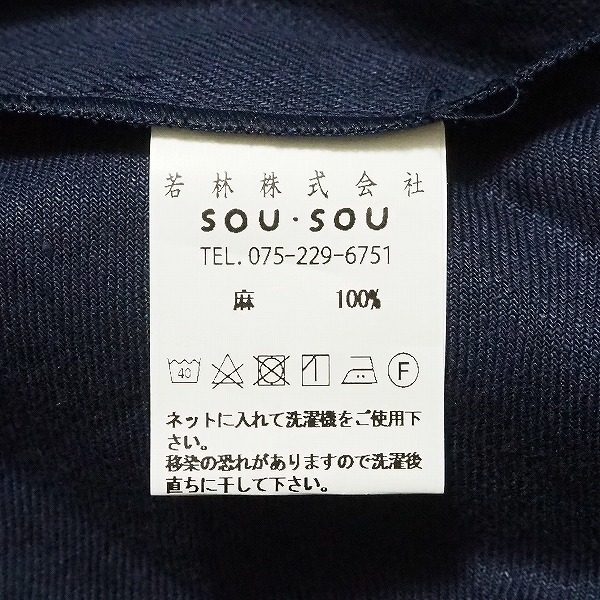 若林株式会社
SOU・SOU
TEL. 075-229-6751
麻 100%
40 F
ネットに入れて洗濯機をご使用下
さい。
移染の恐れがありますので洗濯後
直ちに干して下さい。